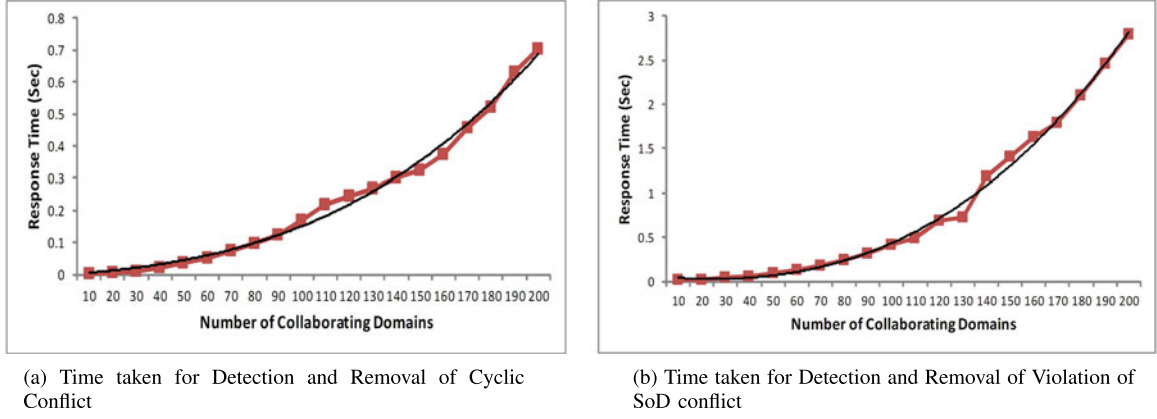 0.8
0.7
0.6
0.5
0.4
0.3
0.2
0.1
0
Response Time (Sec)
10 20 30 40 50 60 70 80 90 100 110 120 130 140 150 160 170 180 190 200
Number of Collaborating Domains
(a) Time taken for Detection and Removal of Cyclic
Conflict
3
2.5
2
1.5
1
0.5
0
Response Time (Sec)
10 20 30 40 50 60 70 80 90 100 110 120 130 140 150 160 170 180 190 200
Number of Collaborating Domains
(b) Time taken for Detection and Removal of Violation of
SoD conflict